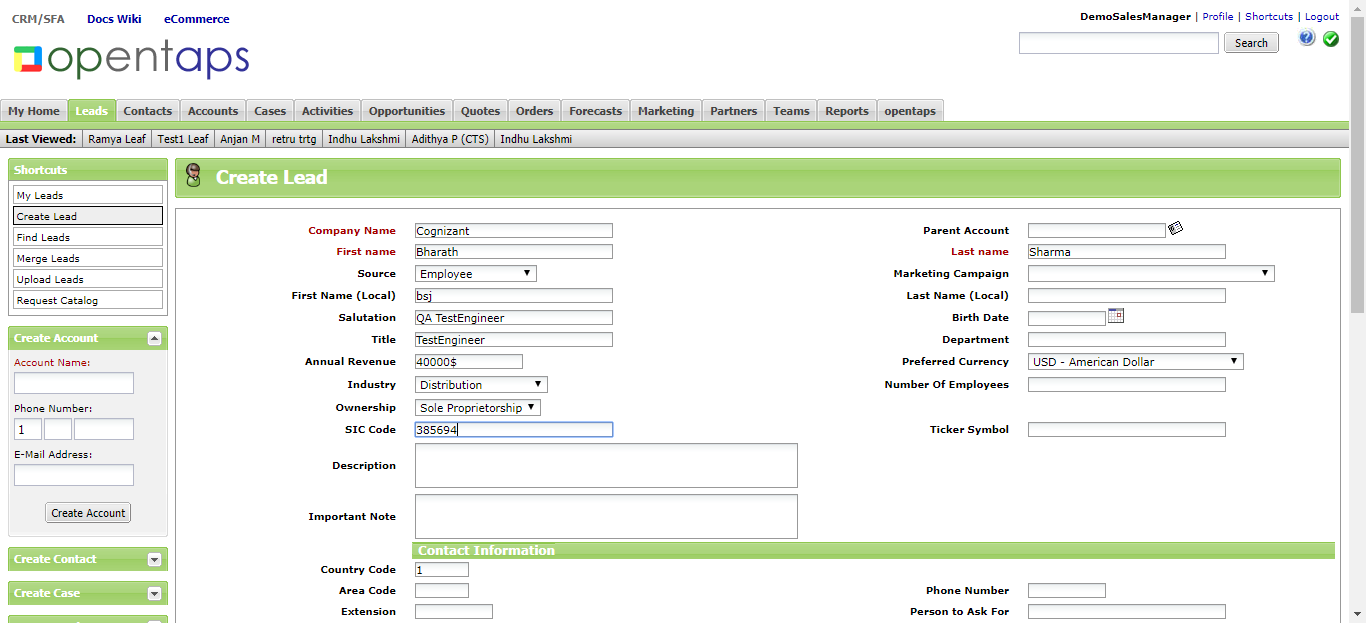 CRM/SFA Docs Wiki eCommerce
DemoSalesManager | Profile | Shortcuts | Logout
opentaps
Search
My Home Leads Contacts Accounts Cases Activities Opportunities Quotes Orders Forecasts Marketing Partners Teams Reports opentaps
Last Viewed: Ramya Leaf Test1 Leaf Anjan M retru trtg Indhu Lakshmi Adithya P (CTS) Indhu Lakshmi
Shortcuts
My Leads
Create Lead
Find Leads
Merge Leads
Upload Leads
Request Catalog
Create Account
Account Name:
Phone Number:
1
E-Mail Address:
Create Account
Create Contact
Create Case
Create Lead
Company Name Cognizant Parent Account
First name Bharath Last name Sharma
Source Employee Marketing Campaign
First Name (Local) bsj Last Name (Local)
Salutation QA TestEngineer Birth Date
Title TestEngineer Department
Annual Revenue 40000$ Preferred Currency USD - American Dollar
Industry Distribution Number Of Employees
Ownership Sole Proprietorship
SIC Code 385694 Ticker Symbol
Description
Important Note
Contact Information
Country Code 1
Area Code Phone Number
Extension Person to Ask For